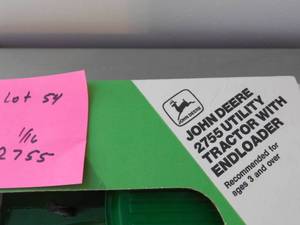 Lot 54
1/16
2755
JOHN DEERE
JOHN DEERE
2755 UTILITY
TRACTOR WITH
ENDLOADER
Recommended for
ages 3 and over